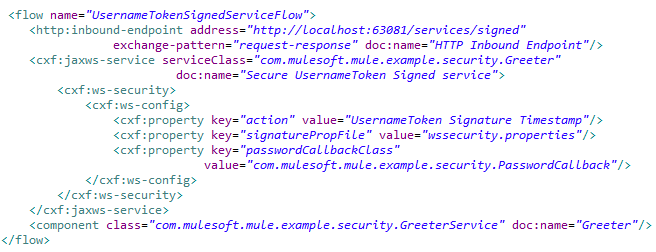 <flow name="UsernameTokenSignedServiceFlow">
<http:inbound-endpoint address="http://localhost:63081/services/signed"
exchange-pattern="request-response" doc:name="HTTP Inbound Endpoint"/>
<cxf:jaxws-service serviceClass="com.mulesoft.mule.example.security.Greeter"
doc:name="Secure UsernameToken Signed service">
<cxf:ws-security>
<cxf:ws-config>
<cxf:property key="action" value="UsernameToken Signature Timestamp"/>
<cxf:property key="signaturePropFile" value="wssecurity.properties"/>
<cxf:property key="passwordCallbackClass"
value="com.mulesoft.mule.example.security.PasswordCallback"/>
</cxf:ws-config>
</cxf:ws-security>
</cxf:jaxws-service>
<component class="com.mulesoft.mule.example.security.GreeterService" doc:name="Greeter"/>
</flow>